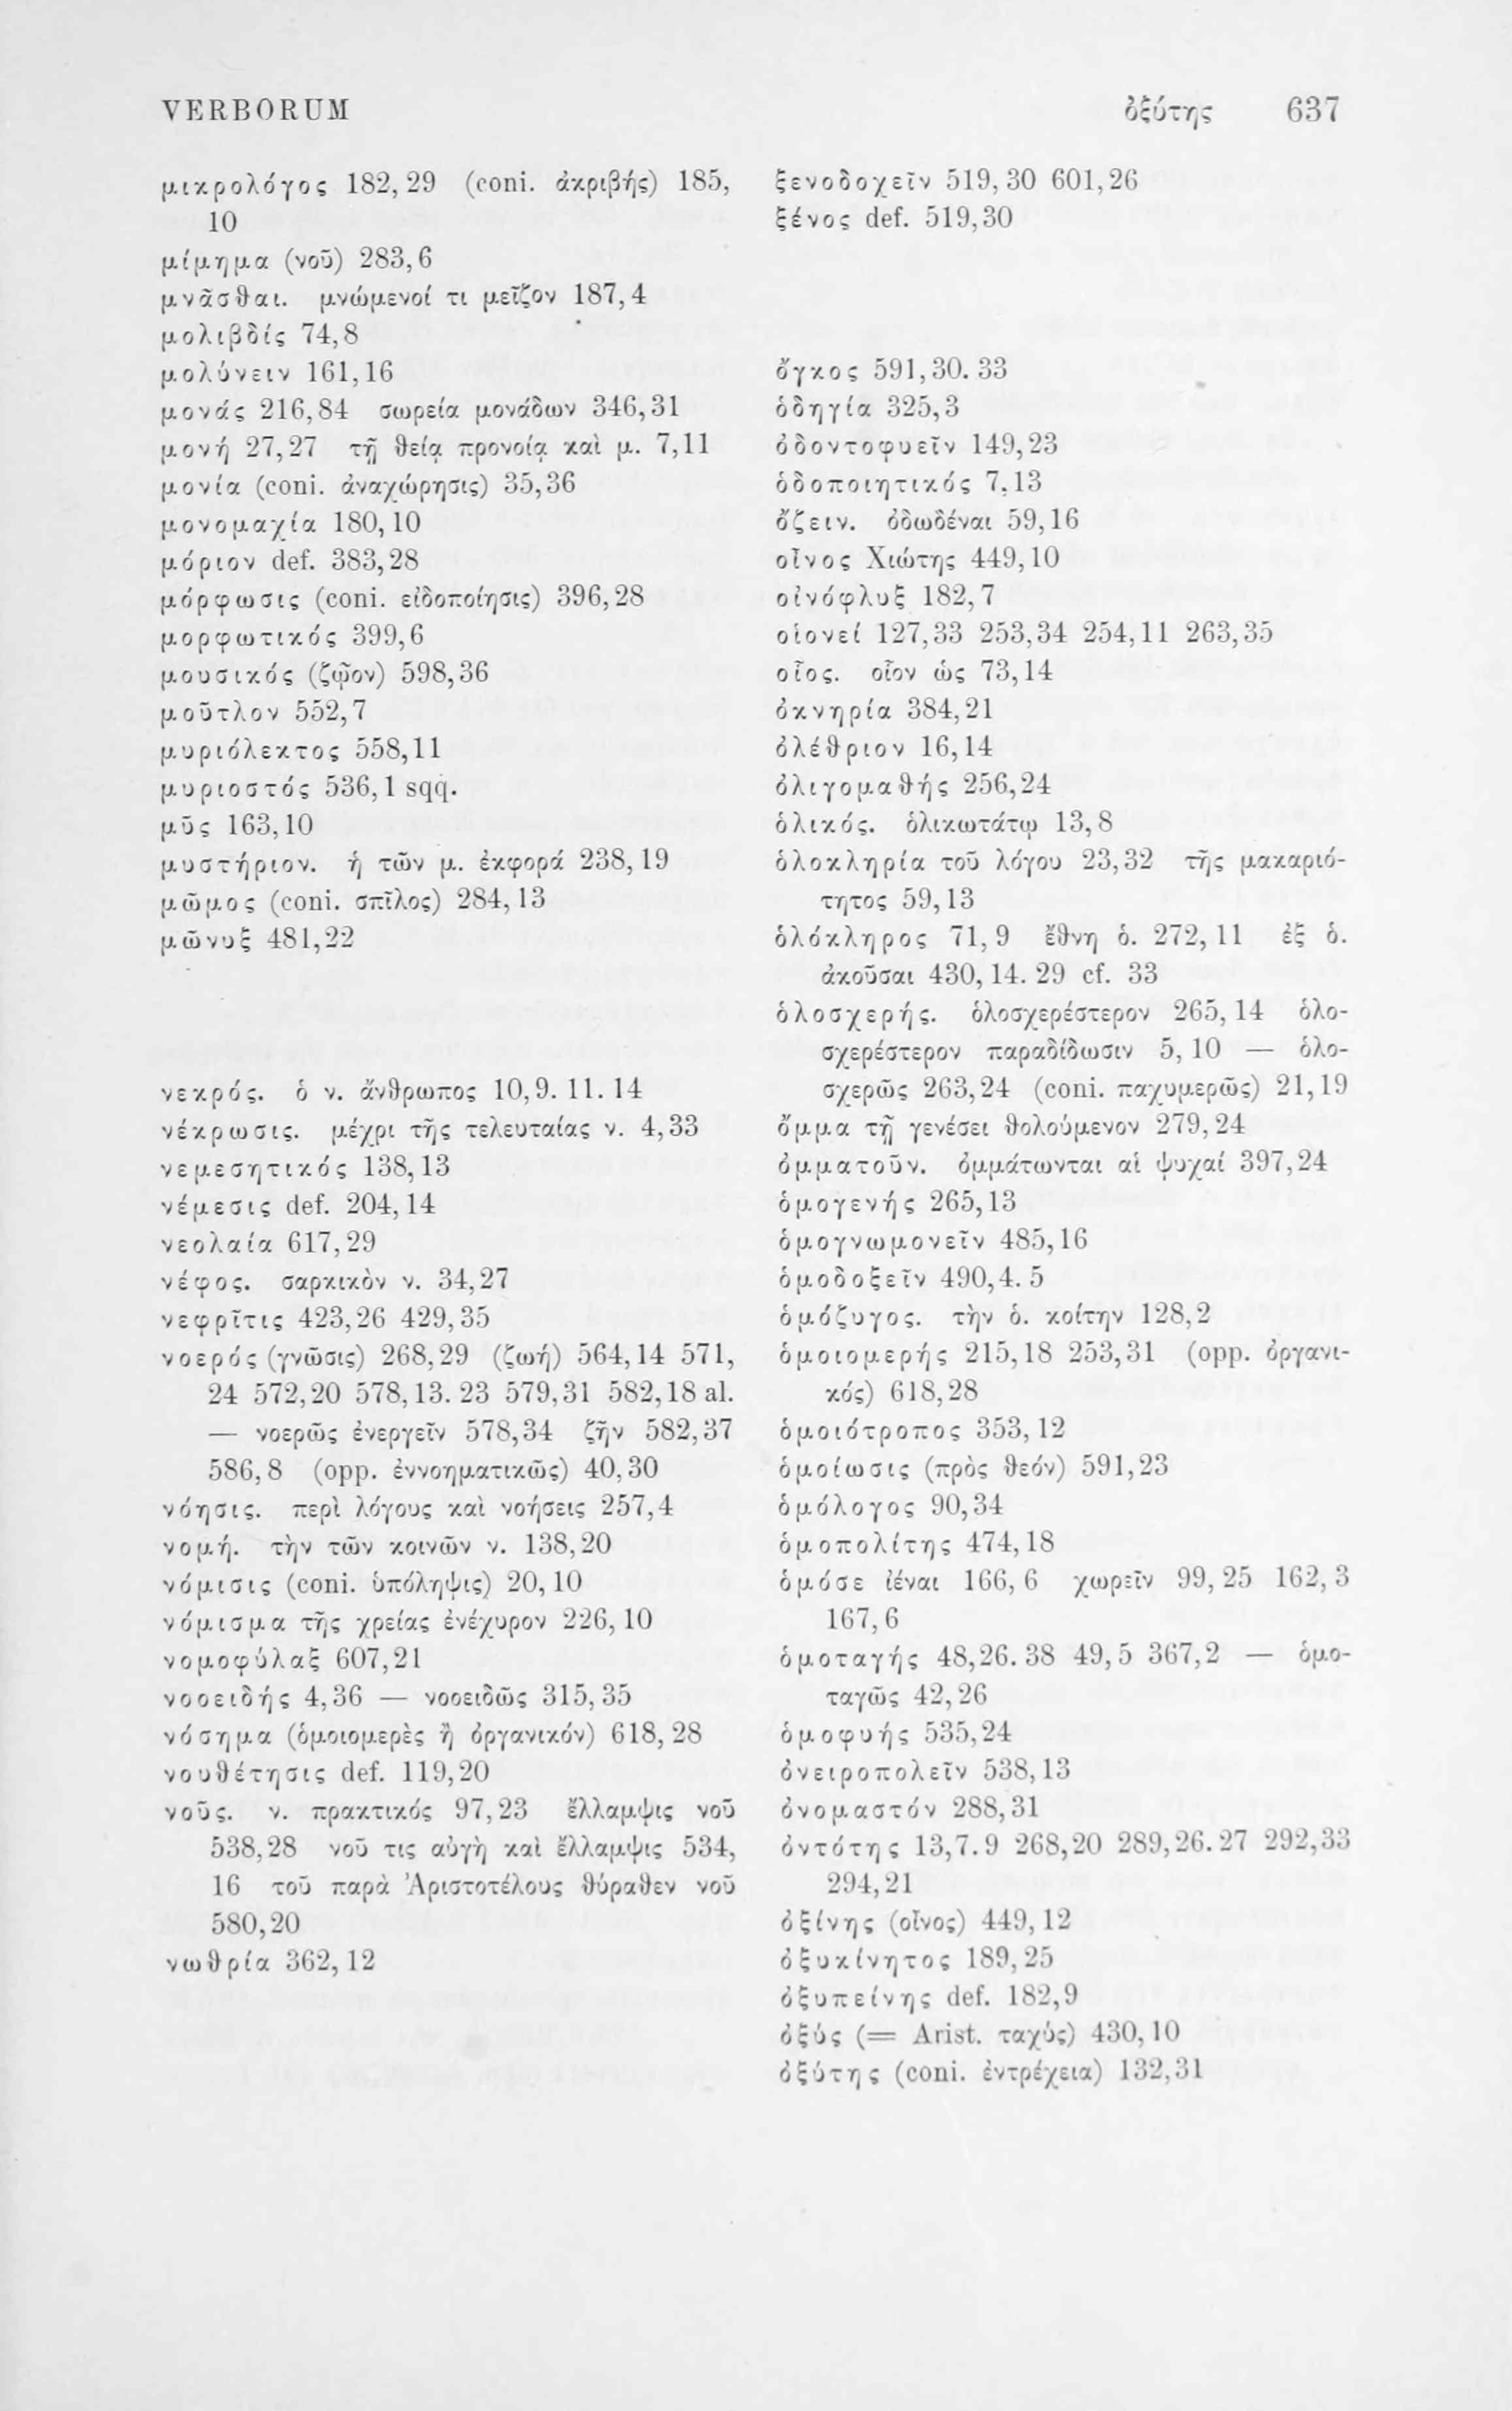 VERBORUM ὀξύτης 637
μικρολόγος 182, 29 (coni. ἀκριβής) 185,
10
μίμημα (νοῦ) 283, 6
μνᾶσθαι. μνώμενοί τι μεῖζον 187, 4
μολιβδίς 74,8
μολύνειν 161,16
μονάς 216,84 σωρεία μονάδων 346,31
μονή 27,27 τῇ θείᾳ προνοίᾳ καὶ μ. 7,11
μονία (coni. ἀναχώρησις) 35,36
μονομαχία 180,10
μόριον def. 383,28
μόρφωσις (coni. εἰδοποίησις) 396,28
μορφωτικός 399,6
μουσικός (ζῷον) 598,36
μοῦτλον 552,7
μυριόλεκτος 558,11
μυριοστός 536,1 sqq.
μῦς 163,10
μυστήριον. ἡ τῶν μ. ἐκφορά 238,19
μῶμος (coni. σπῖλος) 284,13
μῶνυξ 481,22
νεκρός. ὁ ν. ἄνθρωπος 10,9. 11. 14
νέκρωσις. μέχρι τῆς τελευταίας ν. 4,33
νεμεσητικός 138,13
νέμεσις def. 204,14
νεολαία 617,29
νέφος. σαρκικὸν ν. 34,27
νεφρῖτις 423,26 429,35
νοερός (γνῶσις) 268,29 (ζωή) 564,14 571,
24 572,20 578,13. 23 579,31 582,18 al.
— νοερῶς ἐνεργεῖν 578,34 ζῆν 582,37
586,8 (opp. ἐννοηματικῶς) 40,30
νόησις. περὶ λόγους καὶ νοήσεις 257,4
νομή. τὴν τῶν κοινῶν ν. 138,20
νόμισις (coni. ὑπόληψις) 20,10
νόμισμα τῆς χρείας ἐνέχυρον 226,10
νομοφύλαξ 607,21
νοοειδής 4,36 — νοοειδῶς 315,35
νόσημα (ὁμοιομερὲς ἢ ὀργανικόν) 618,28
νουθέτησις def. 119,20
νοῦς. ν. πρακτικός 97,23 ἔλλαμψις νοῦ
538,28 νοῦ τις αὐγὴ καὶ ἔλλαμψις 534,
16 τοῦ παρὰ Ἀριστοτέλους θύραθεν νοῦ
580,20
νωθρία 362,12
ξενοδοχεῖν 519,30 601,26
ξένος def. 519,30
ὄγκος 591,30. 33
ὁδηγία 325,3
ὀδοντοφυεῖν 149,23
ὁδοποιητικός 7,13
ὄζειν. ὀδωδέναι 59,16
οἶνος Χιώτης 449,10
οἰνόφλυξ 182,7
οἱονεί 127,33 253,34 254,11 263,35
οἷος. οἷον ὡς 73,14
ὀκνηρία 384,21
ὀλέθριον 16,14
ὀλιγομαθής 256,24
ὁλικός. ὁλικωτάτῳ 13,8
ὁλοκληρία τοῦ λόγου 23,32 τῆς μακαριό-
τητος 59,13
ὁλόκληρος 71,9 ἔθνη ὁ. 272,11 ἐξ ὁ.
ἀκοῦσαι 430,14. 29 cf. 33
ὁλοσχερής. ὁλοσχερέστερον 265,14 ὁλο-
σχερέστερον παραδίδωσιν 5,10 — ὁλο-
σχερῶς 263,24 (coni. παχυμερῶς) 21,19
ὄμμα τῇ γενέσει θολούμενον 279,24
ὀμματοῦν. ὀμμάτωνται αἱ ψυχαί 397,24
ὁμογενής 265,13
ὁμογνωμονεῖν 485,16
ὁμοδοξεῖν 490,4. 5
ὁμόζυγος. τὴν ὁ. κοίτην 128,2
ὁμοιομερής 215,18 253,31 (opp. ὀργανι-
κός) 618,28
ὁμοιότροπος 353,12
ὁμοίωσις (πρὸς θεόν) 591,23
ὁμόλογος 90,34
ὁμοπολίτης 474,18
ὁμόσε ἰέναι 166,6 χωρεῖν 99,25 162,3
167,6
ὁμοταγής 48,26. 38 49,5 367,2 — ὁμο-
ταγῶς 42,26
ὁμοφυής 535,24
ὀνειροπολεῖν 538,13
ὀνομαστόν 288,31
ὀντότης 13,7. 9 268,20 289,26. 27 292,33
294,21
ὀξίνης (οἶνος) 449,12
ὀξυκίνητος 189,25
ὀξυπείνης def. 182,9
ὀξύς (= Arist. ταχύς) 430,10
ὀξύτης (coni. ἐντρέχεια) 132,31